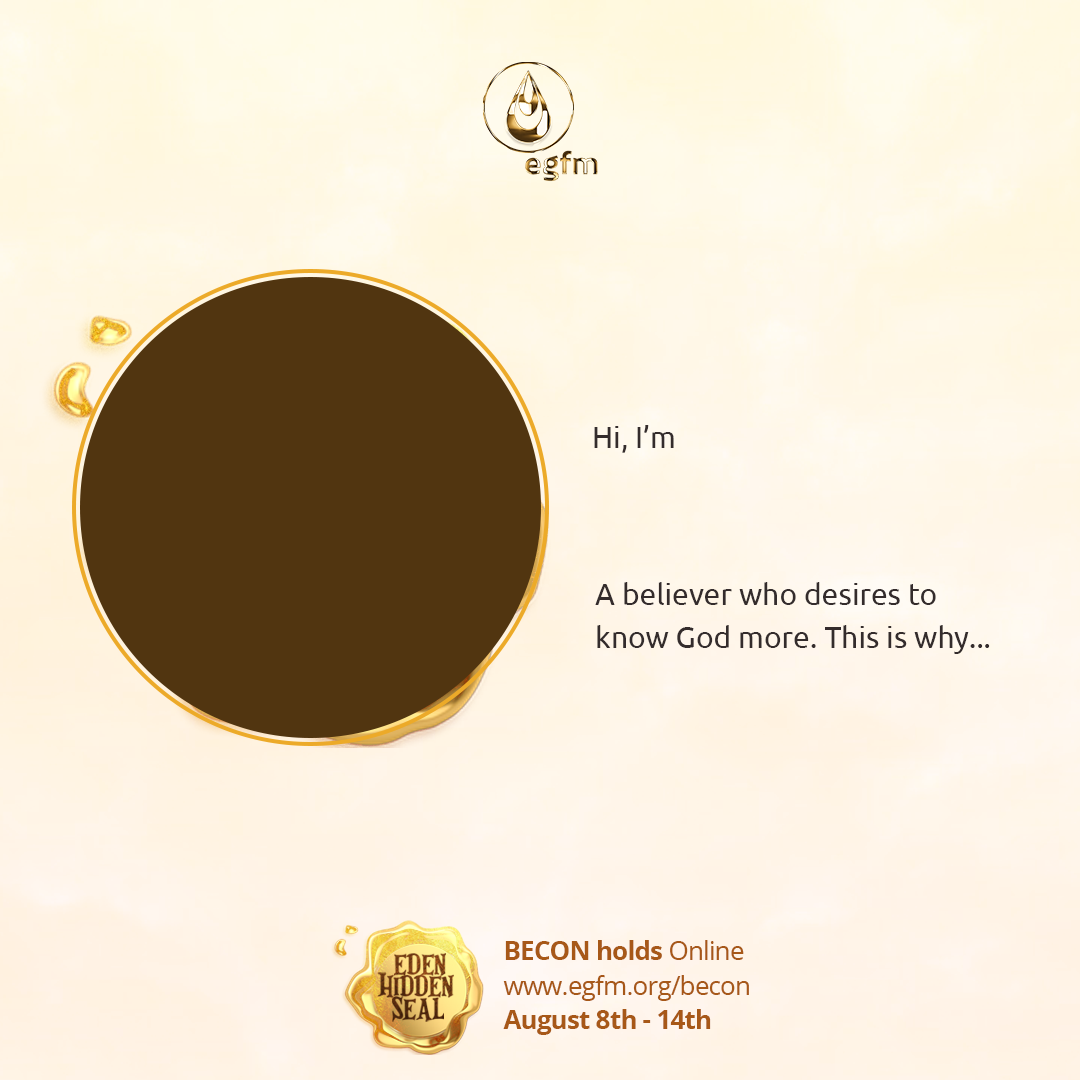 egfm
Hi, I’m
A believer who desires to
know God more. This is why...
EDEN
HIDDEN
SEAL
BECON holds Online
www.egfm.org/becon
August 8th - 14th